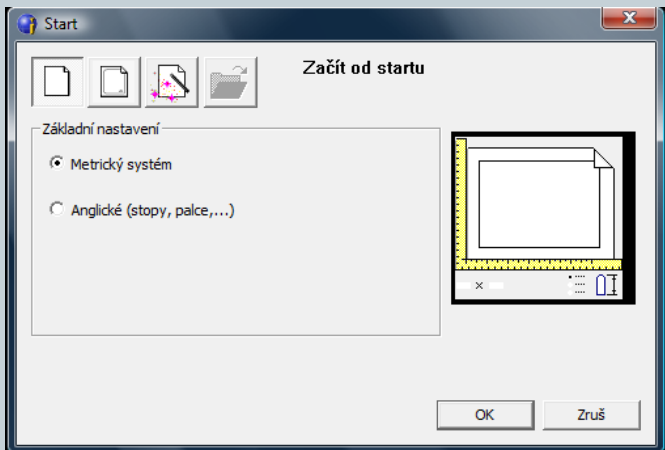 Start
Začít od startu
Základní nastavení
Metrický systém
Anglické (stopy, palce,...)
OK
Zruš